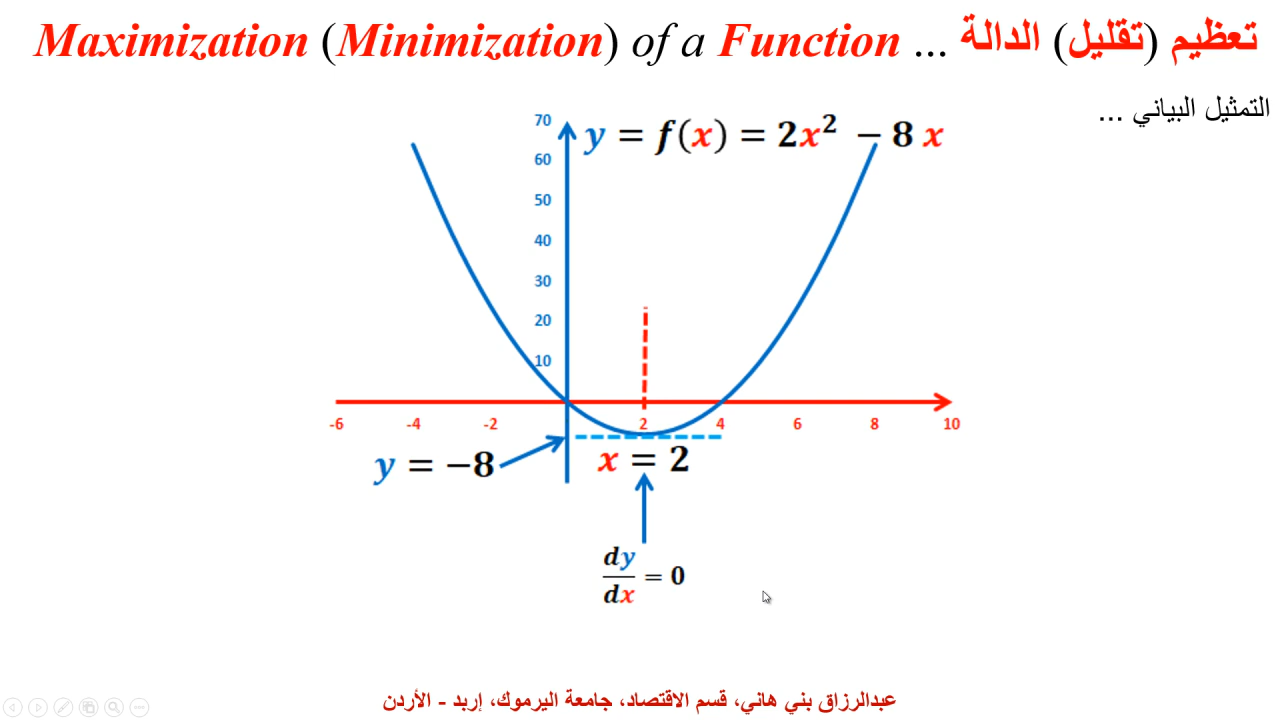 Maximization (Minimization) of a Function ... تعظيم (تقليل) الدالة
التمثيل البياني ...
y = f(x) = 2x² − 8 x
70
60
50
40
30
20
10
-6 -4 -2 2 4 6 8 10
y = −8
x = 2
dy/dx = 0
عبدالرزاق بني هاني، قسم الاقتصاد، جامعة اليرموك، إربد - الأردن